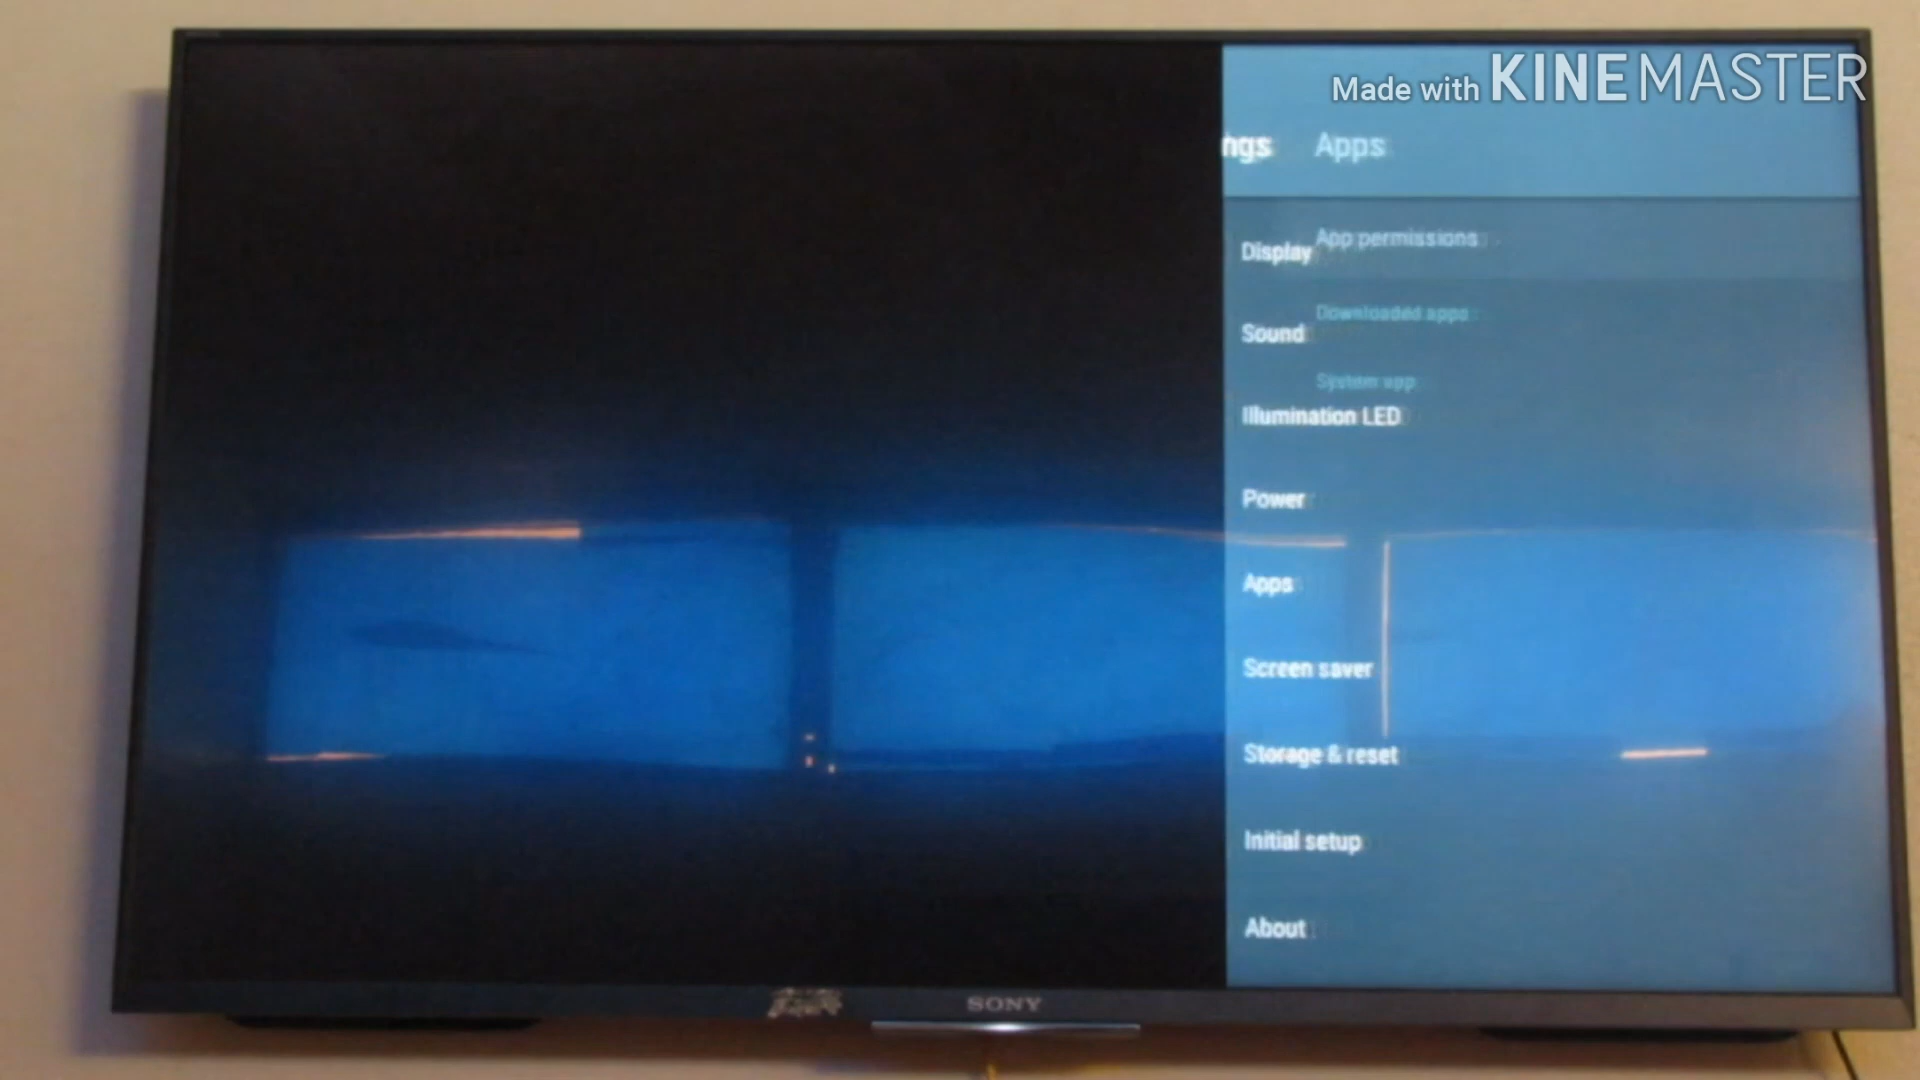 Made with KINEMASTER
ngs Apps
App permissions
Display
Downloaded apps
Sound
System app
Illumination LED
Power
Apps
Screen saver
Storage & reset
Initial setup
About
SONY